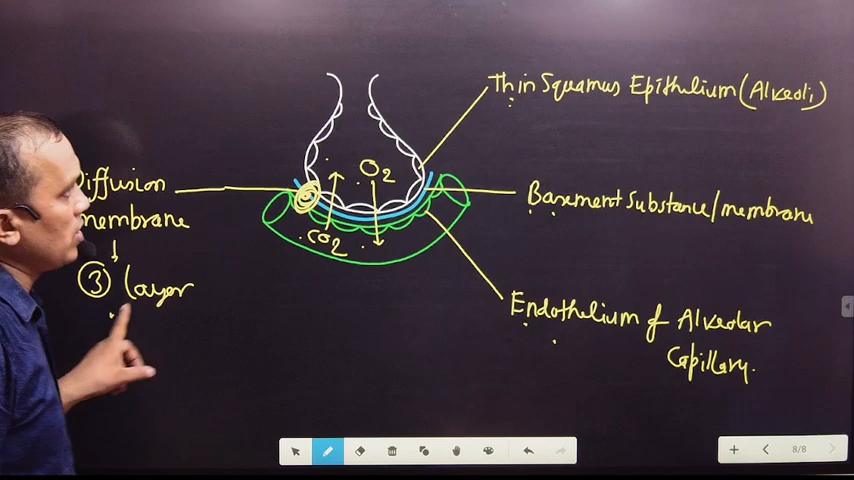 Thin Squamus Epithelium (Alveoli)
O2
Diffusion
membrane
Basement Substance/membrane
CO2
3 layer
Endothelium of Alveolar
Capillary.
8/8